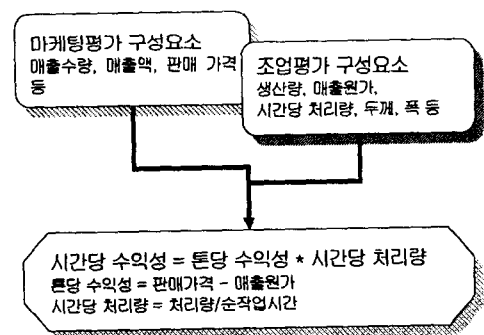 마케팅평가 구성요소
매출수량, 매출액, 판매 가격
등
조업평가 구성요소
생산량, 매출원가,
시간당 처리량, 두께, 폭 등
시간당 수익성 = 톤당 수익성 * 시간당 처리량
톤당 수익성 = 판매가격 - 매출원가
시간당 처리량 = 처리량/순작업시간